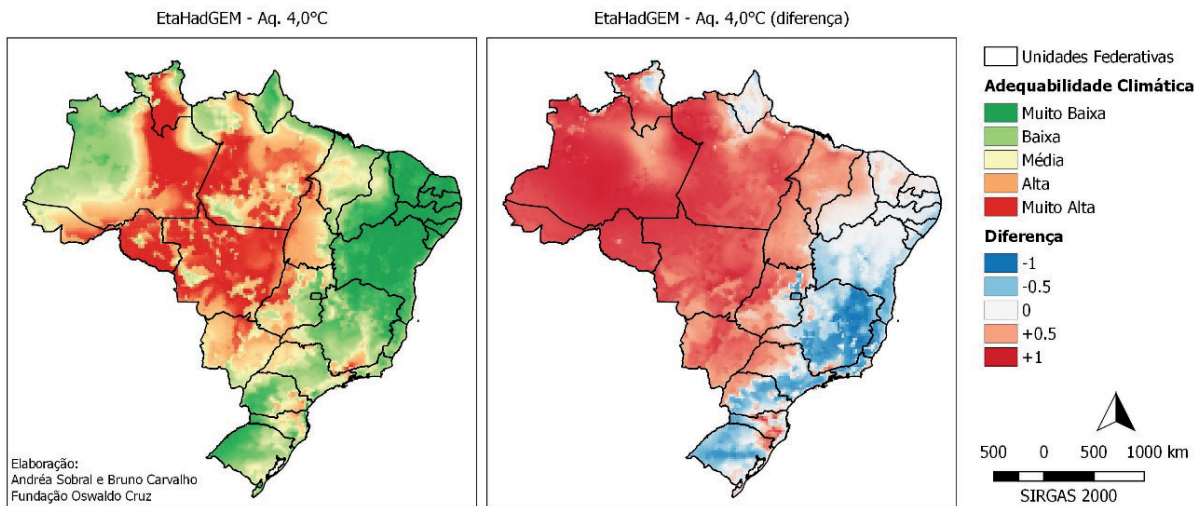 EtaHadGEM - Aq. 4,0°C
EtaHadGEM - Aq. 4,0°C (diferença)
Unidades Federativas
Adequabilidade Climática
Muito Baixa
Baixa
Média
Alta
Muito Alta
Diferença
-1
-0.5
0
+0.5
+1
500 0 500 1000 km
SIRGAS 2000
Elaboração:
Andréa Sobral e Bruno Carvalho
Fundação Oswaldo Cruz